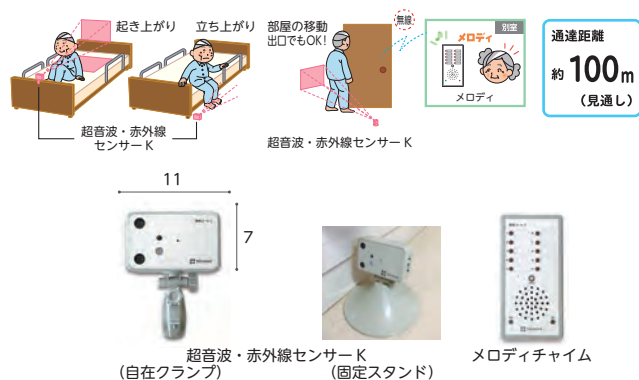 起き上がり
立ち上がり
超音波・赤外線
センサーK
部屋の移動
出口でもOK!
無線
超音波・赤外線センサーK
別室
メロディ
メロディ
通達距離
約100m
(見通し)
11
7
超音波・赤外線センサーK
(自在クランプ)
(固定スタンド)
メロディチャイム